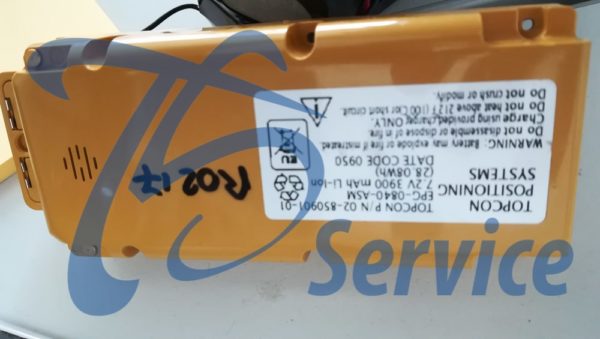 TOPCON
POSITIONING
SYSTEMS
TOPCON P/N 02-850901-01
EPC-0840-ASM
7.2V 3900 mAh Li-Ion
(28.08Wh)
DATE CODE 0950
EU
WARNING: Battery may explode or fire if mistreated.
Do not disassemble or dispose of in fire.
Charge using provided charger ONLY.
Do not heat above 212 F (100 C) or short circuit.
Do not crush or modify.
R0217
TS
Service